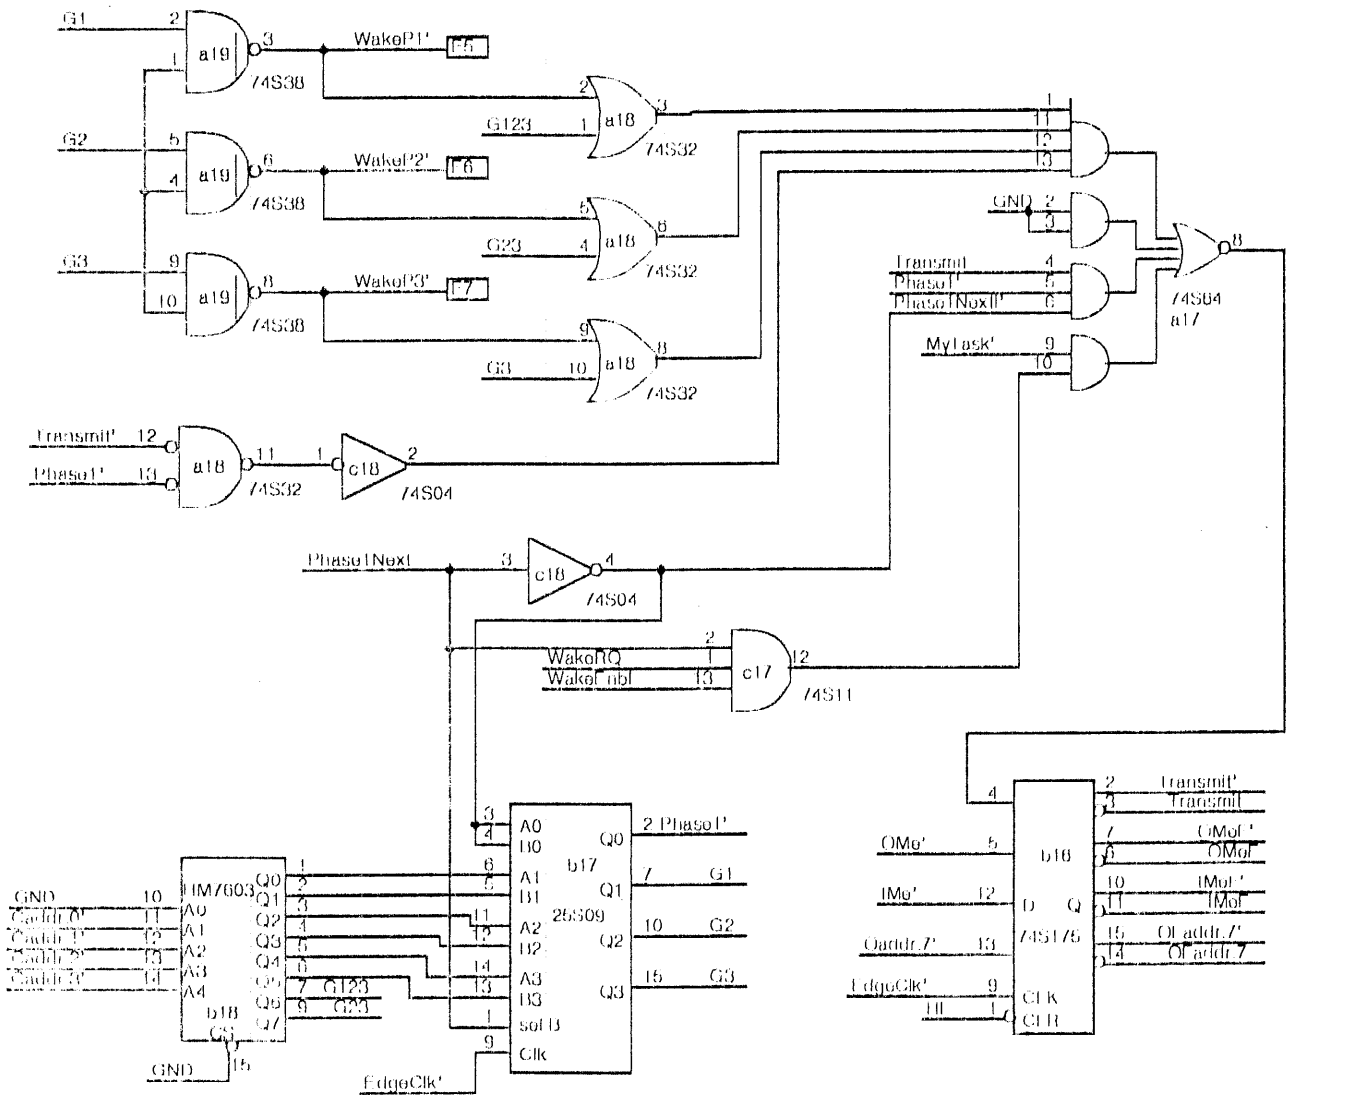 G1 2
1
a19
3
74S38
WakeP1' F5
G2 5
4
a19
6
74S38
WakeP2' F6
G3 9
10
a19
8
74S38
WakeP3' F7
2
G123 1
a18
3
74S32
5
G23 4
a18
6
74S32
9
G3 10
a18
8
74S32
1
11
12
13
GND 2
3
Transmit 4
Phase1' 5
Phase1Next' 6
MyTask' 9
10
8
74S64
a17
Transmit' 12
Phase1' 13
a18
11
74S32
1
c18
2
74S04
Phase1Next 3
c18
4
74S04
2
WakeRQ 1
WakeEnbl 13
c17
12
74S11
GND 10
Caddr.0' 11
Caddr.1' 12
Caddr.2' 13
Caddr.3' 14
HM7603
A0
A1
A2
A3
A4
Q0 1
Q1 2
Q2 3
Q3 4
Q4 5
Q5 6
Q6 7 G123
Q7 9 G23
b18
CS
15
GND
3 A0
4 B0
6 A1
5 B1
11 A2
12 B2
14 A3
13 B3
1 selB
9 Clk
EdgeClk'
b17
25S09
Q0 2 Phase1'
Q1 7 G1
Q2 10 G2
Q3 15 G3
4
OMe' 5
IMe' 12
Oaddr.7' 13
EdgeClk' 9 CLK
HI 1 CLR
b16
D Q
74S175
2 Transmit'
3 Transmit
7 OMeF'
6 OMeF
10 IMeF'
11 IMeF
15 OFaddr.7'
14 OFaddr.7